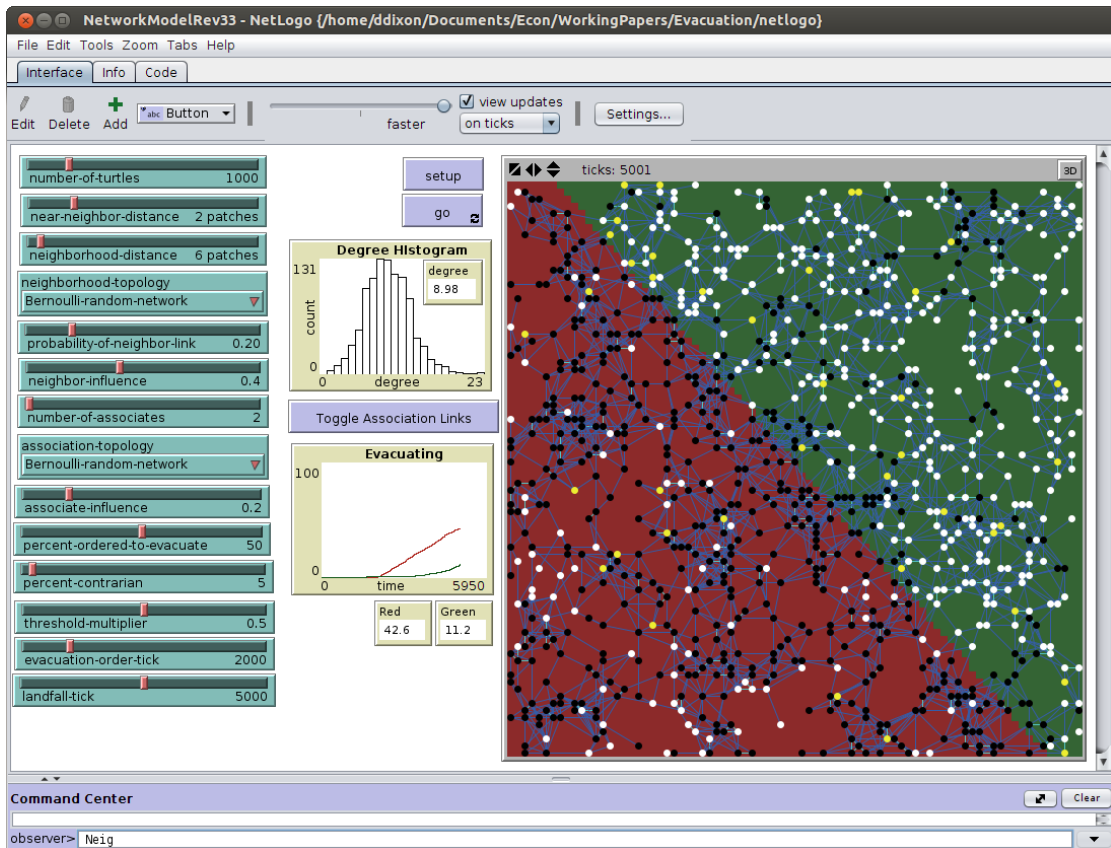 NetworkModelRev33 - NetLogo {/home/ddixon/Documents/Econ/WorkingPapers/Evacuation/netlogo}
File Edit Tools Zoom Tabs Help
Interface Info Code
Edit Delete Add abc Button faster view updates on ticks Settings...
number-of-turtles 1000
near-neighbor-distance 2 patches
neighborhood-distance 6 patches
neighborhood-topology
Bernoulli-random-network
probability-of-neighbor-link 0.20
neighbor-influence 0.4
number-of-associates 2
association-topology
Bernoulli-random-network
associate-influence 0.2
percent-ordered-to-evacuate 50
percent-contrarian 5
threshold-multiplier 0.5
evacuation-order-tick 2000
landfall-tick 5000
setup
go
Degree HIstogram
131
count
0
0 degree 23
degree
8.98
Toggle Association Links
Evacuating
100
0
0 time 5950
Red
42.6
Green
11.2
ticks: 5001
3D
Command Center
Clear
observer> Neig